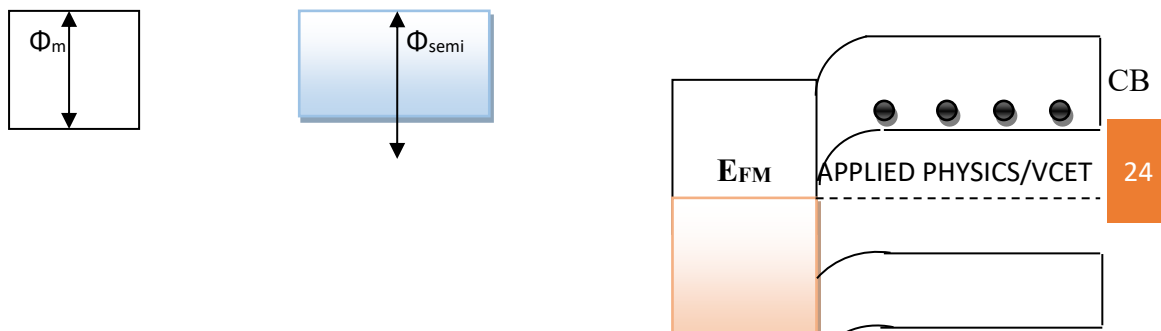 Φm
Φsemi
CB
EFM
APPLIED PHYSICS/VCET
24